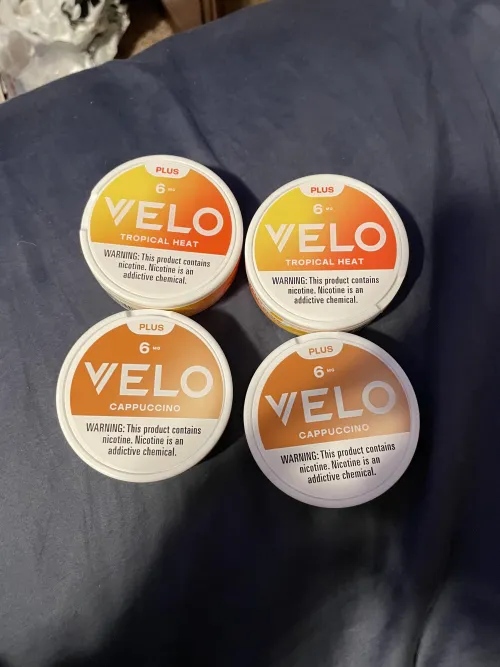 PLUS
6 MG
VELO
TROPICAL HEAT
WARNING: This product contains
nicotine. Nicotine is an
addictive chemical.
PLUS
6 MG
VELO
TROPICAL HEAT
WARNING: This product contains
nicotine. Nicotine is an
addictive chemical.
PLUS
6 MG
VELO
CAPPUCCINO
WARNING: This product contains
nicotine. Nicotine is an
addictive chemical.
PLUS
6 MG
VELO
CAPPUCCINO
WARNING: This product contains
nicotine. Nicotine is an
addictive chemical.